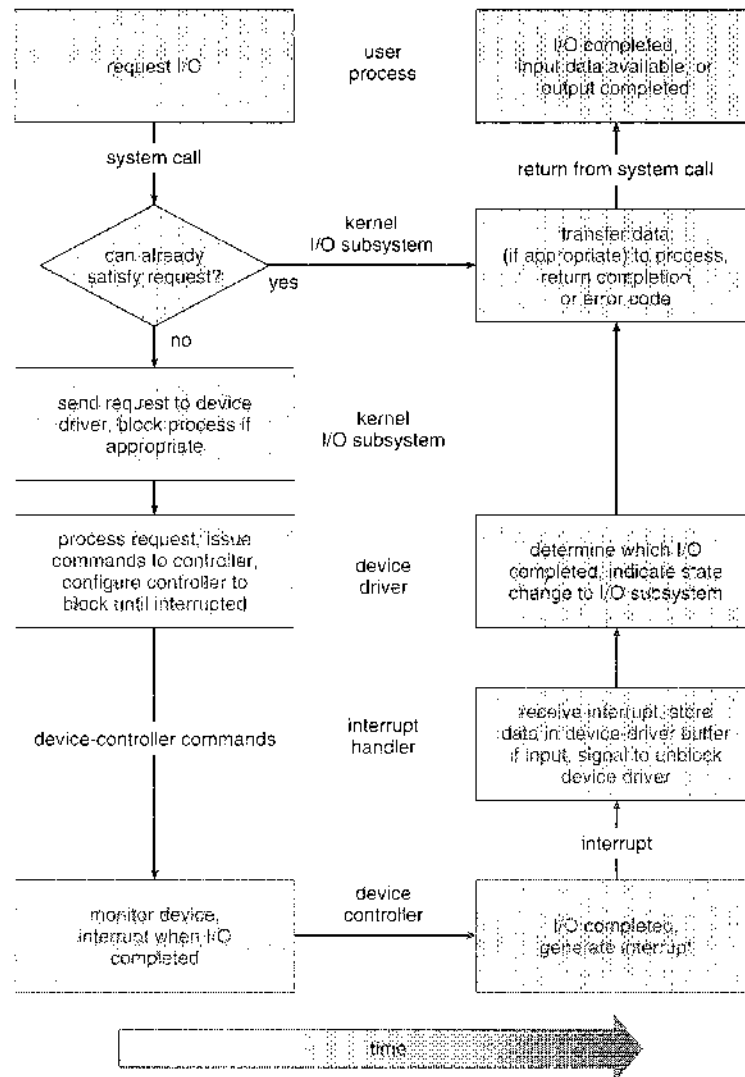 request I/O
user
process
I/O completed,
input data available, or
output completed
system call
return from system call
kernel
I/O subsystem
can already
satisfy request?
yes
transfer data
(if appropriate) to process,
return completion
or error code
no
send request to device
driver, block process if
appropriate
kernel
I/O subsystem
process request, issue
commands to controller,
configure controller to
block until interrupted
device
driver
determine which I/O
completed, indicate state
change to I/O subsystem
device-controller commands
interrupt
handler
receive interrupt, store
data in device-driver buffer
if input, signal to unblock
device driver
interrupt
monitor device,
interrupt when I/O
completed
device
controller
I/O completed,
generate interrupt
time